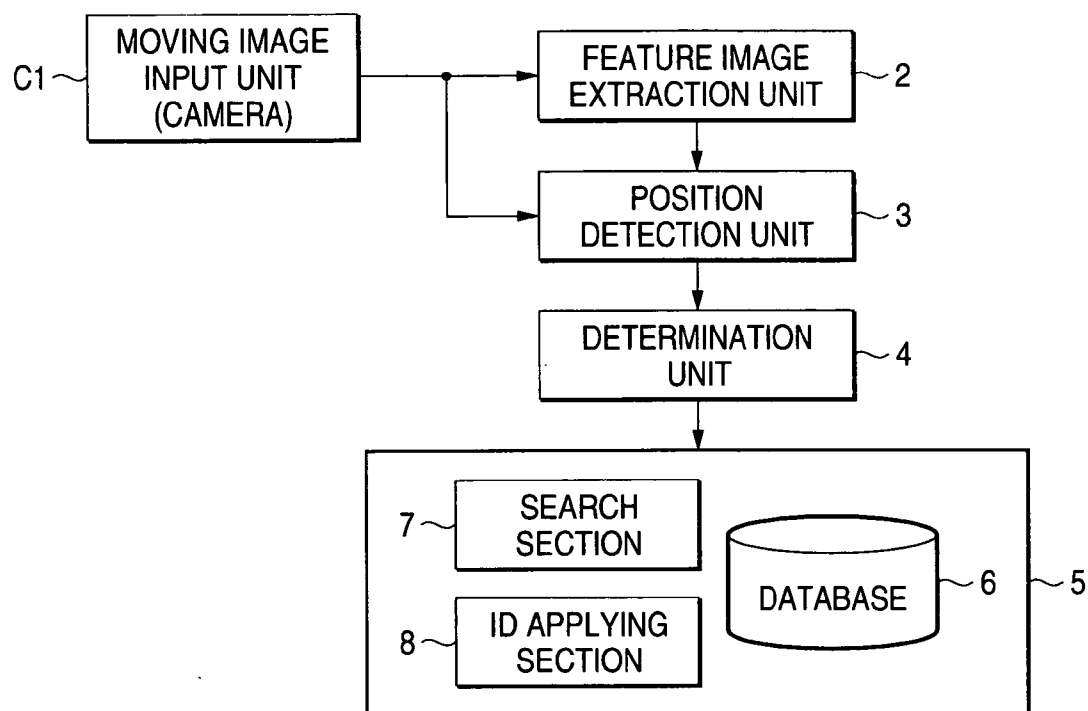 C1
MOVING IMAGE
INPUT UNIT
(CAMERA)
FEATURE IMAGE
EXTRACTION UNIT
2
POSITION
DETECTION UNIT
3
DETERMINATION
UNIT
4
7
SEARCH
SECTION
8
ID APPLYING
SECTION
DATABASE
6
5